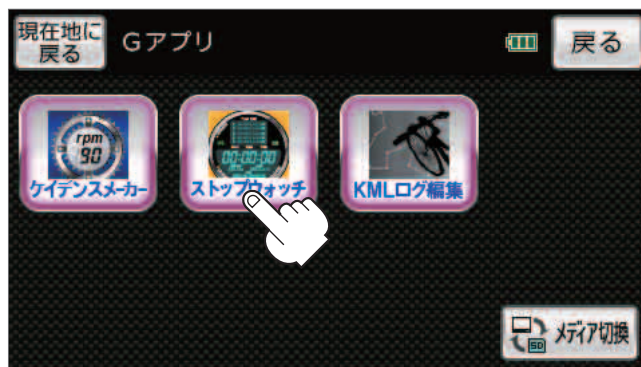 現在地に
戻る
Gアプリ
戻る
rpm
90
ケイデンスメーカー
00:00:00
ストップウォッチ
KMLログ編集
SD
メディア切換